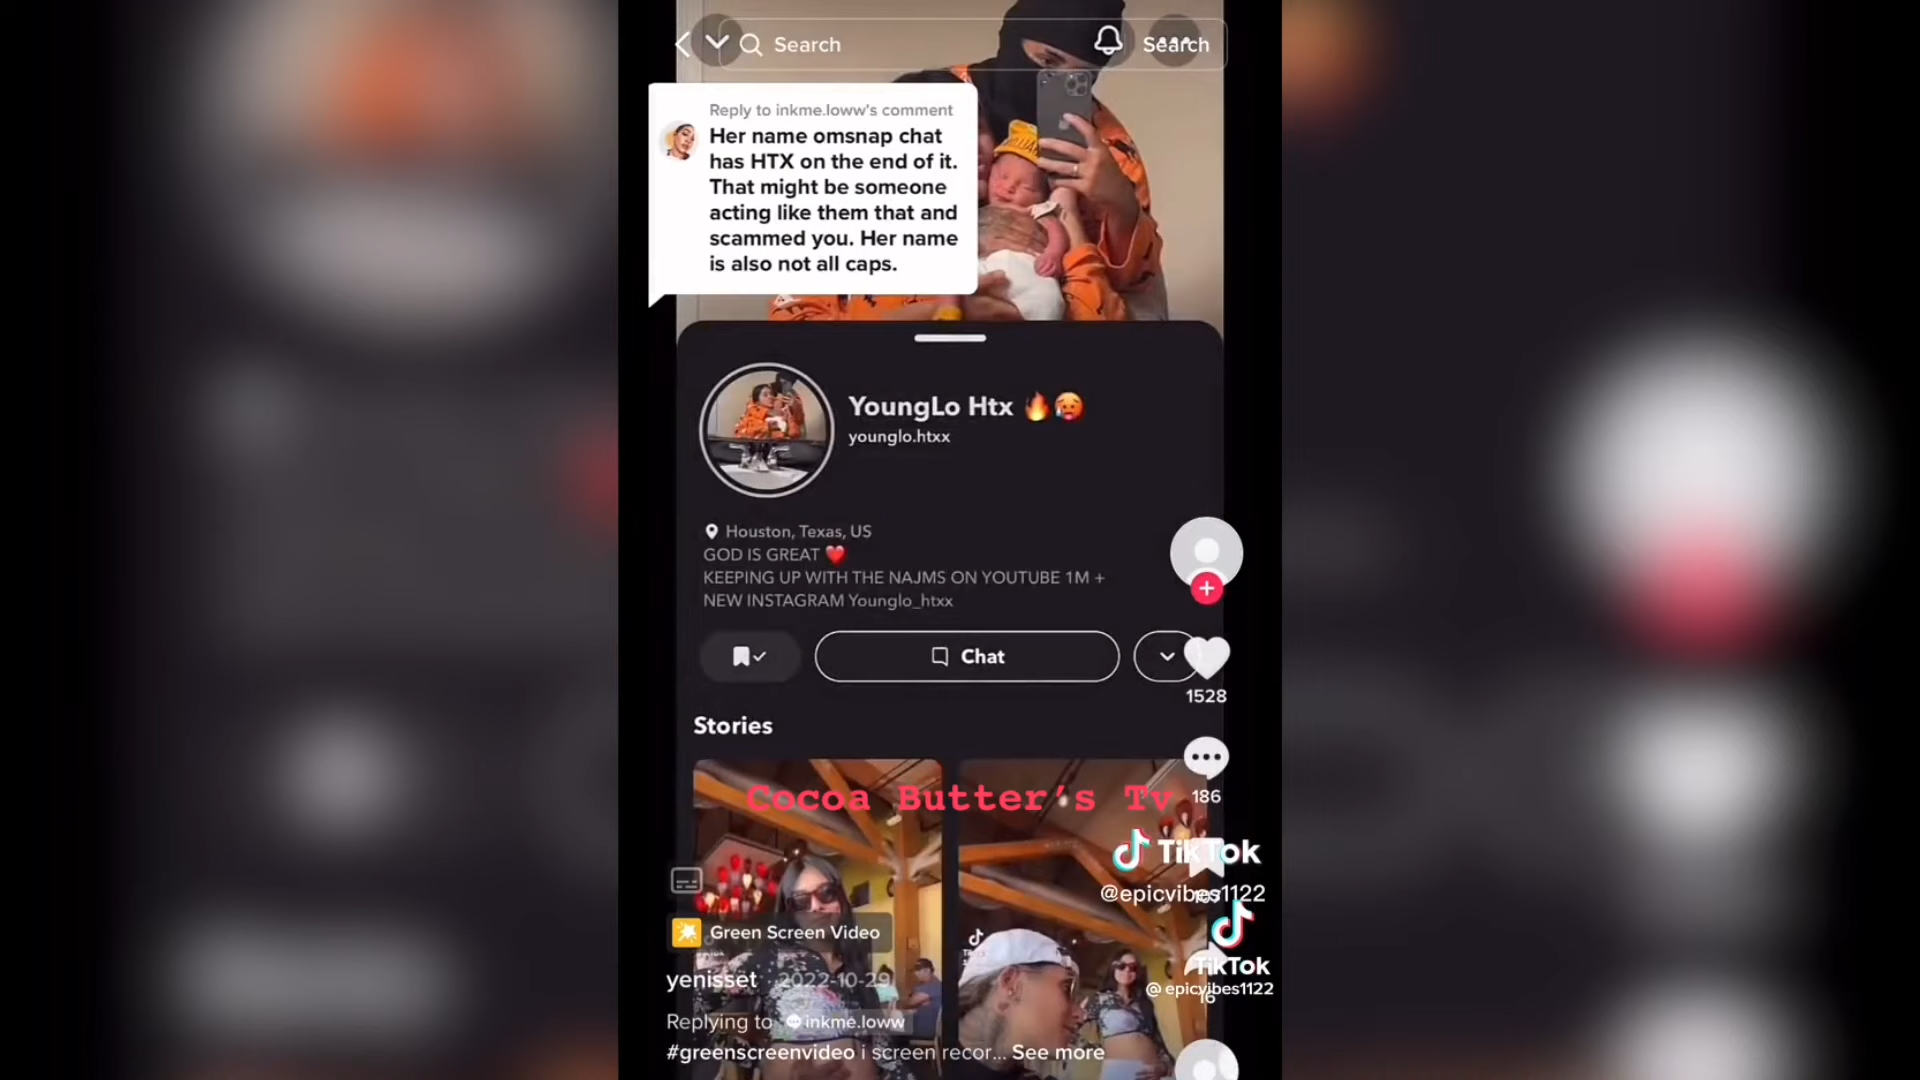 Search
Search
Reply to inkme.loww's comment
Her name omsnap chat
has HTX on the end of it.
That might be someone
acting like them that and
scammed you. Her name
is also not all caps.
YoungLo Htx 🔥🥵
younglo.htxx
Houston, Texas, US
GOD IS GREAT ❤️
KEEPING UP WITH THE NAJMS ON YOUTUBE 1M +
NEW INSTAGRAM Younglo_htxx
Chat
1528
Stories
Cocoa Butter's Tv
186
TikTok
@epicvibes1122
Green Screen Video
TikTok
@epicvibes1122
16
yenisset · 2022-10-29
Replying to inkme.loww
#greenscreenvideo i screen recor... See more